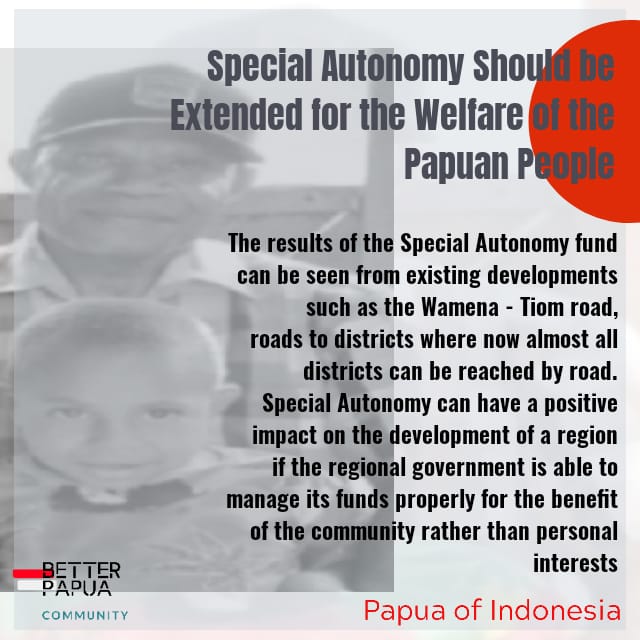 Special Autonomy Should be
Extended for the Welfare of the
Papuan People
The results of the Special Autonomy fund
can be seen from existing developments
such as the Wamena - Tiom road,
roads to districts where now almost all
districts can be reached by road.
Special Autonomy can have a positive
impact on the development of a region
if the regional government is able to
manage its funds properly for the benefit
of the community rather than personal
interests
BETTER
PAPUA
COMMUNITY
Papua of Indonesia